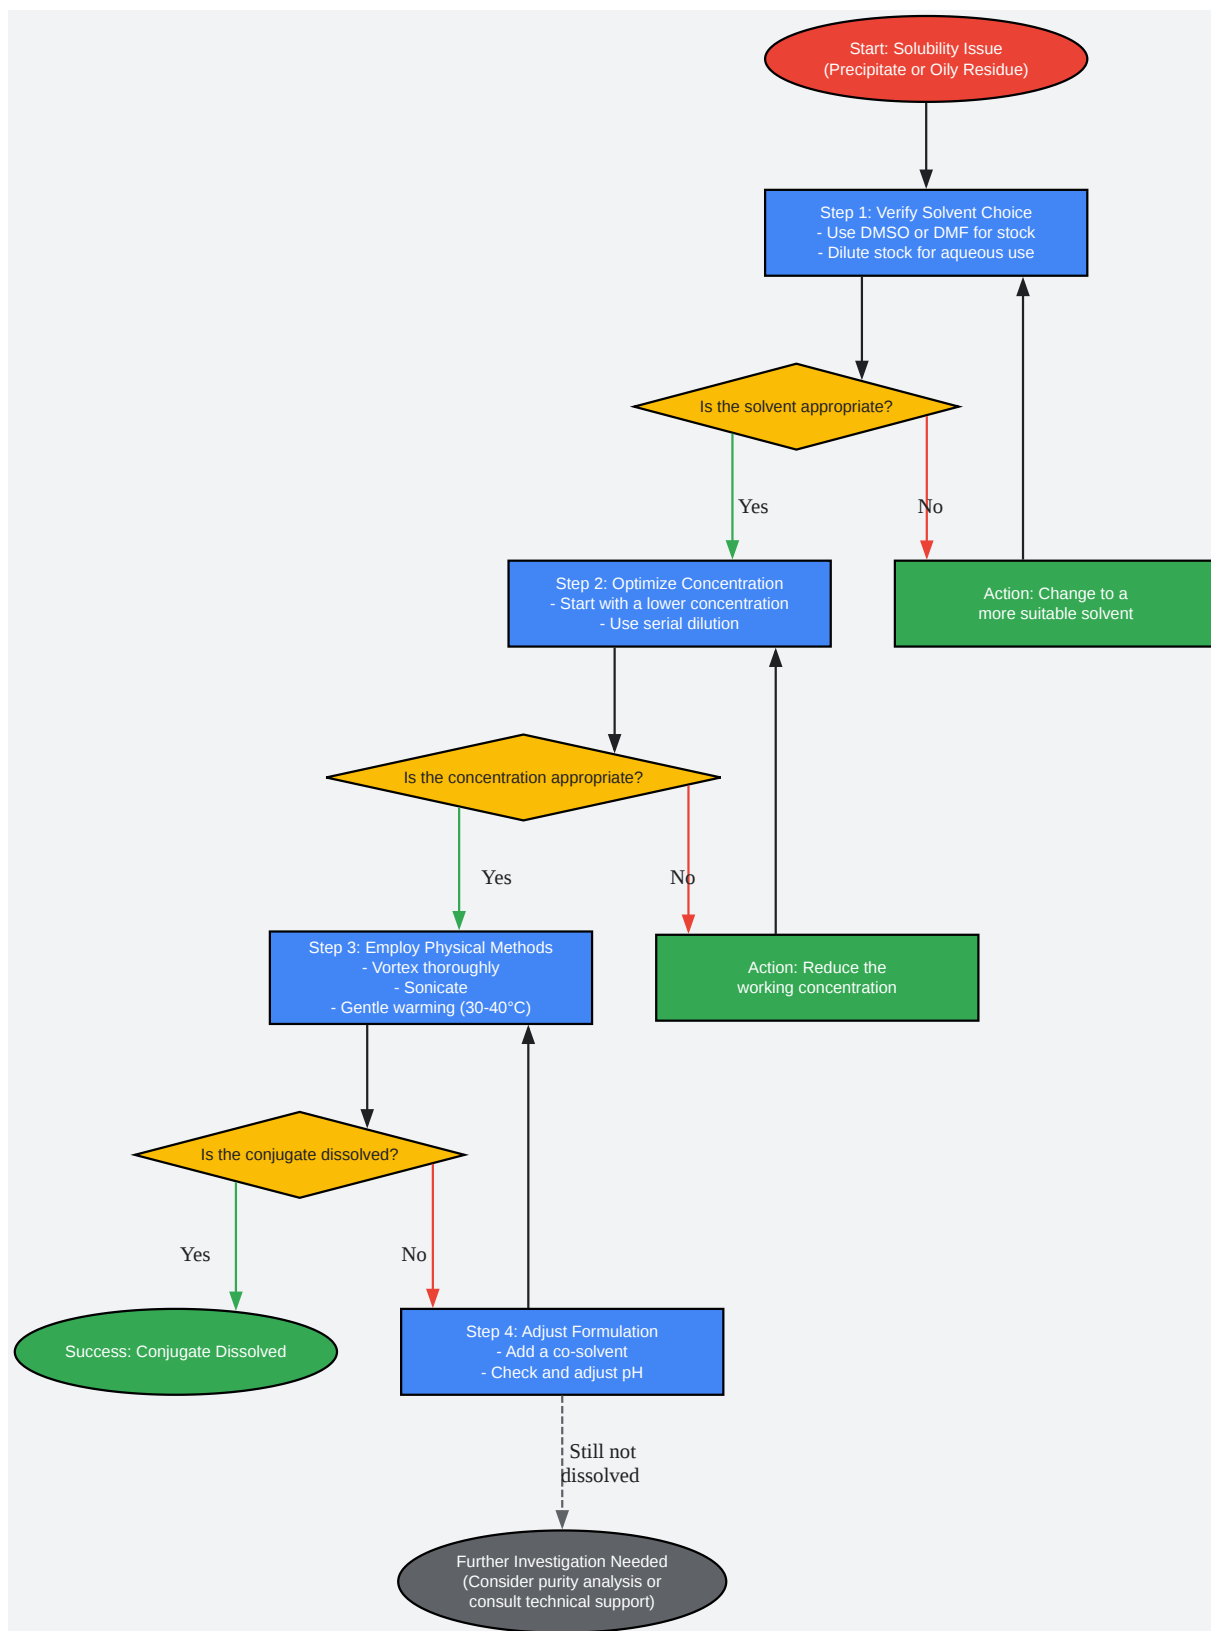 Start: Solubility Issue
(Precipitate or Oily Residue)
Step 1: Verify Solvent Choice
- Use DMSO or DMF for stock
- Dilute stock for aqueous use
Is the solvent appropriate?
Yes
No
Step 2: Optimize Concentration
- Start with a lower concentration
- Use serial dilution
Action: Change to a
more suitable solvent
Is the concentration appropriate?
Yes
No
Step 3: Employ Physical Methods
- Vortex thoroughly
- Sonicate
- Gentle warming (30-40°C)
Action: Reduce the
working concentration
Is the conjugate dissolved?
Yes
No
Success: Conjugate Dissolved
Step 4: Adjust Formulation
- Add a co-solvent
- Check and adjust pH
Still not
dissolved
Further Investigation Needed
(Consider purity analysis or
consult technical support)